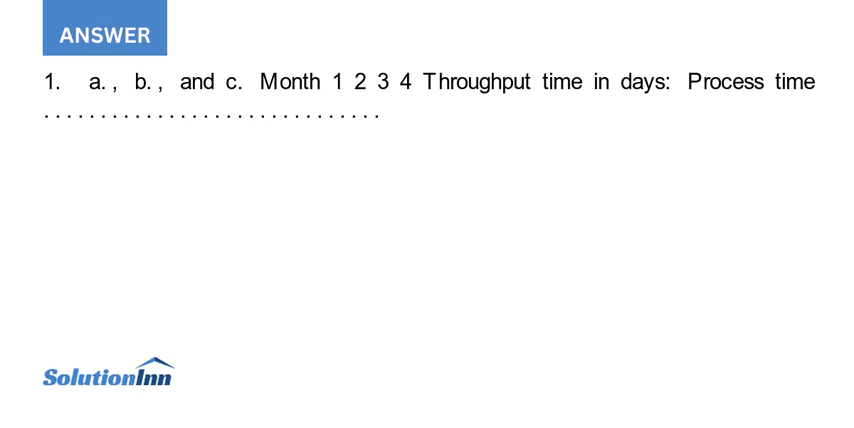 ANSWER
1. a., b., and c. Month 1 2 3 4 Throughput time in days: Process time
. . . . . . . . . . . . . . . . . . . . . . . . . . . . . .
SolutionInn